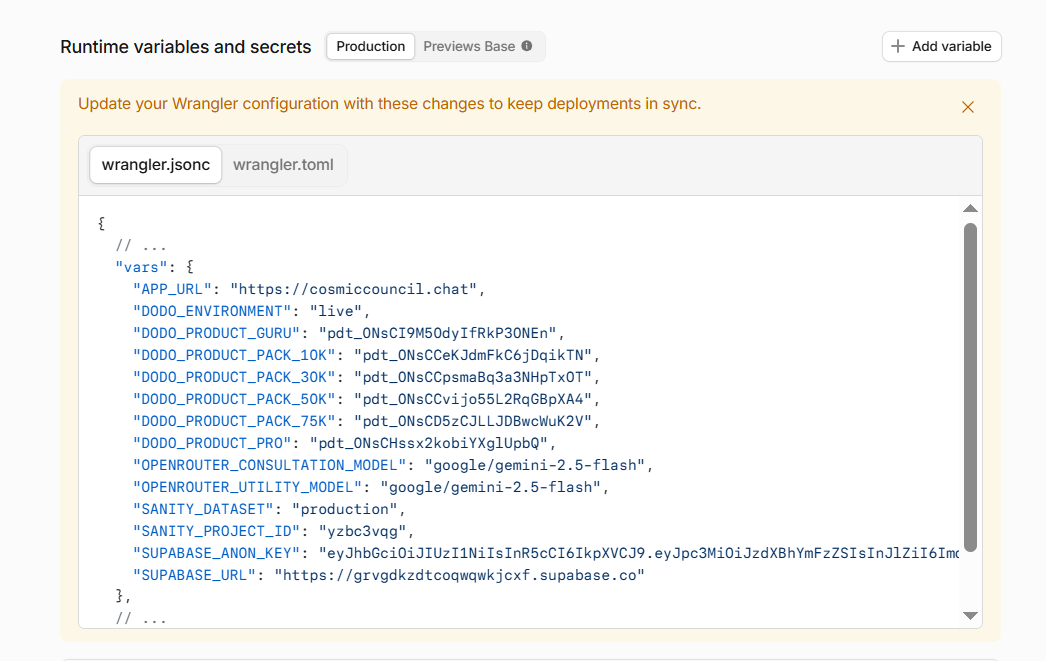 Runtime variables and secrets Production Previews Base
+ Add variable
Update your Wrangler configuration with these changes to keep deployments in sync.
wrangler.jsonc wrangler.toml
{
// ...
"vars": {
"APP_URL": "https://cosmiccouncil.chat",
"DODO_ENVIRONMENT": "live",
"DODO_PRODUCT_GURU": "pdt_0NsCI9M5OdyIfRkP3ONEn",
"DODO_PRODUCT_PACK_10K": "pdt_0NsCCeKJdmFkC6jDqikTN",
"DODO_PRODUCT_PACK_30K": "pdt_0NsCCpsmaBq3a3NHpTxOT",
"DODO_PRODUCT_PACK_50K": "pdt_0NsCCvijo55L2RqGBpXA4",
"DODO_PRODUCT_PACK_75K": "pdt_0NsCD5zCJLLJDBwcWuK2V",
"DODO_PRODUCT_PRO": "pdt_0NsCHssx2kobiYXglUpbQ",
"OPENROUTER_CONSULTATION_MODEL": "google/gemini-2.5-flash",
"OPENROUTER_UTILITY_MODEL": "google/gemini-2.5-flash",
"SANITY_DATASET": "production",
"SANITY_PROJECT_ID": "yzbc3vqg",
"SUPABASE_ANON_KEY": "eyJhbGciOiJIUzI1NiIsInR5cCI6IkpXVCJ9.eyJpc3MiOiJzdXBhYmFzZSIsInJlZiI6Imd
"SUPABASE_URL": "https://grvgdkzdtcoqwqwkjcxf.supabase.co"
},
// ...